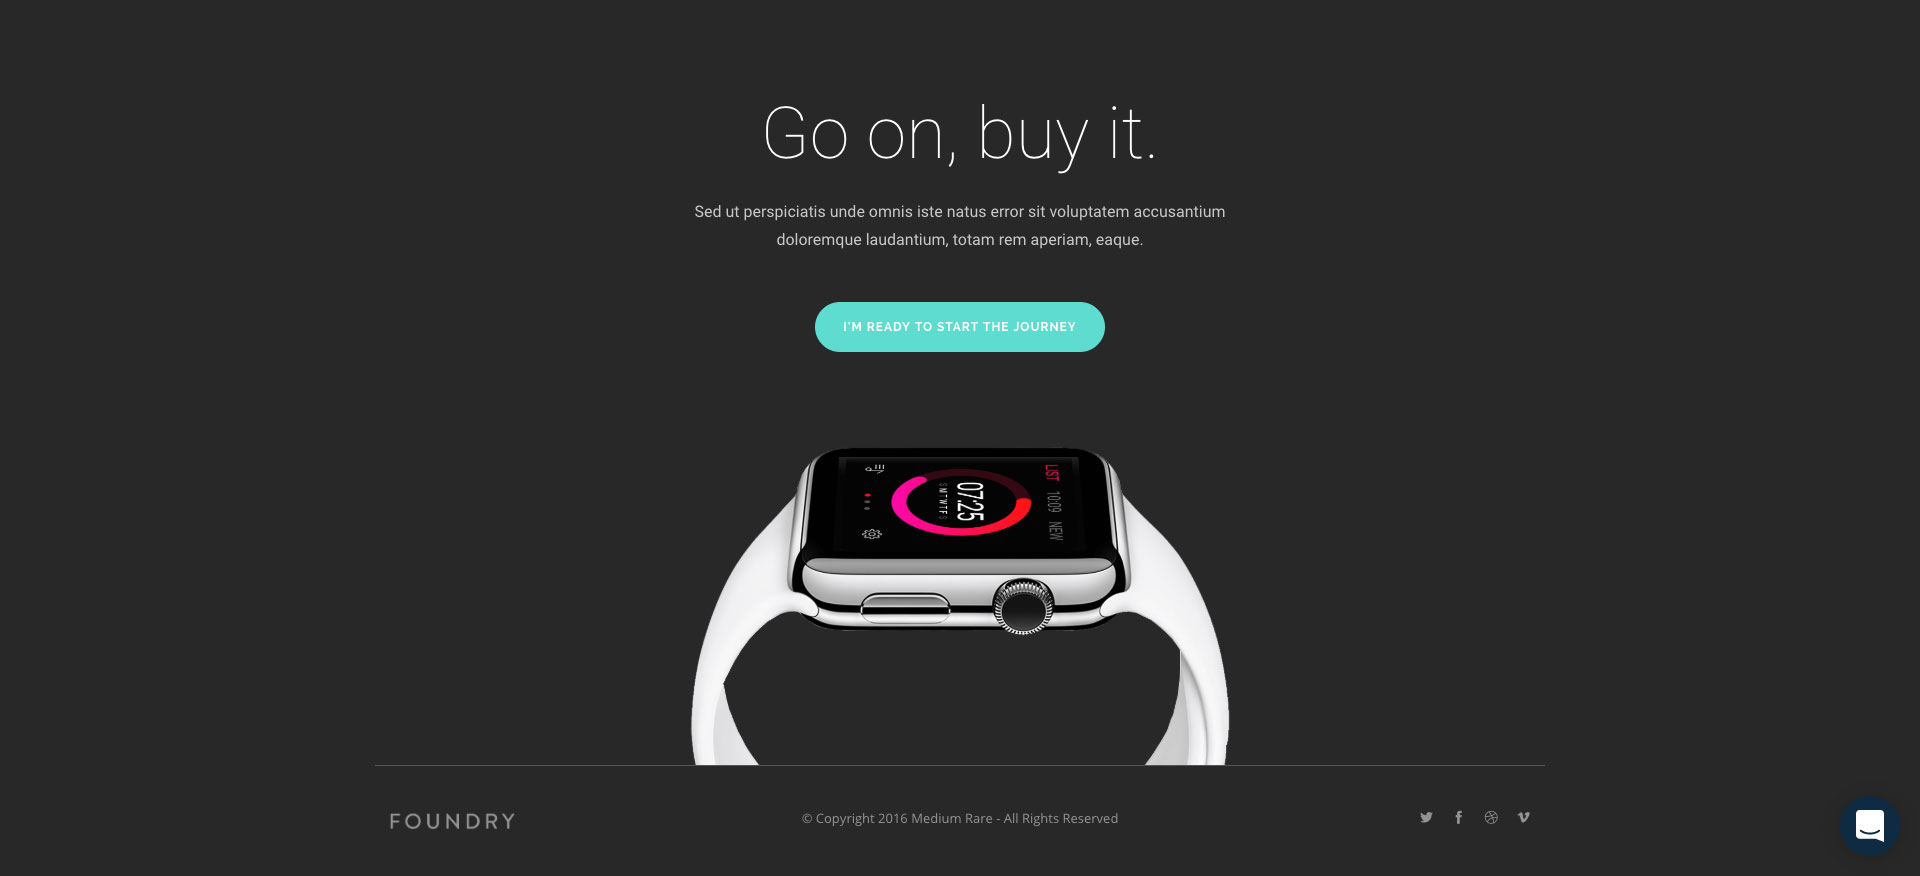 Go on, buy it.
Sed ut perspiciatis unde omnis iste natus error sit voluptatem accusantium
doloremque laudantium, totam rem aperiam, eaque.
I'M READY TO START THE JOURNEY
LIST 10:09 NEW
07:25
S M T W T F S
FOUNDRY
© Copyright 2016 Medium Rare - All Rights Reserved